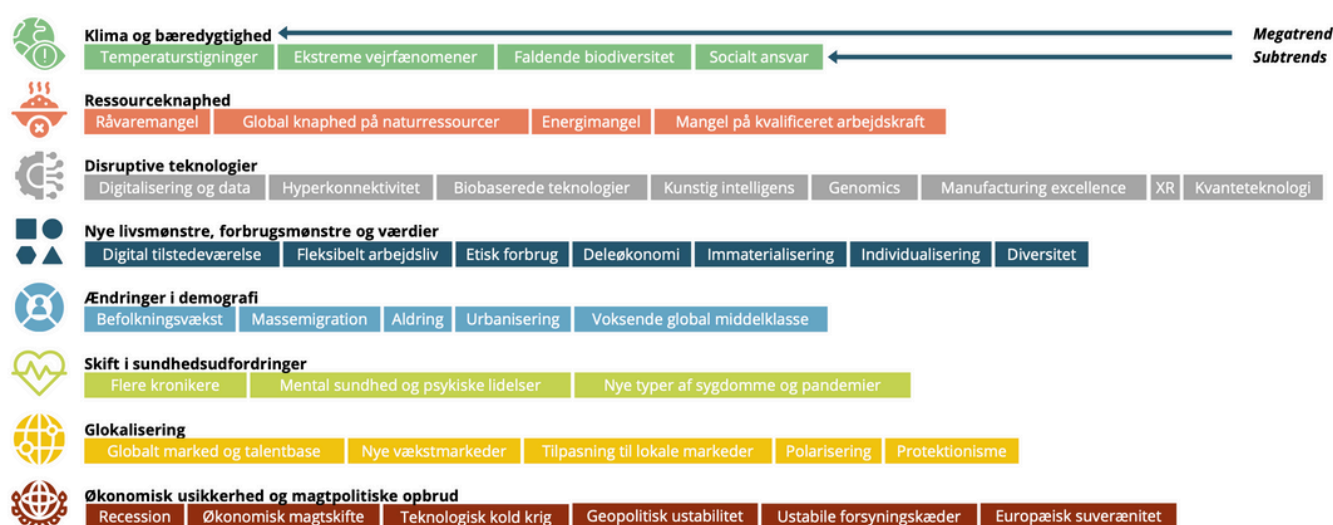 Klima og bæredygtighed Megatrend
Temperaturstigninger Ekstreme vejrfænomener Faldende biodiversitet Socialt ansvar Subtrends
Ressourceknaphed
Råvaremangel Global knaphed på naturressourcer Energimangel Mangel på kvalificeret arbejdskraft
Disruptive teknologier
Digitalisering og data Hyperkonnektivitet Biobaserede teknologier Kunstig intelligens Genomics Manufacturing excellence XR Kvanteteknologi
Nye livsmønstre, forbrugsmønstre og værdier
Digital tilstedeværelse Fleksibelt arbejdsliv Etisk forbrug Deleøkonomi Immaterialisering Individualisering Diversitet
Ændringer i demografi
Befolkningsvækst Massemigration Aldring Urbanisering Voksende global middelklasse
Skift i sundhedsudfordringer
Flere kronikere Mental sundhed og psykiske lidelser Nye typer af sygdomme og pandemier
Glokalisering
Globalt marked og talentbase Nye vækstmarkeder Tilpasning til lokale markeder Polarisering Protektionisme
Økonomisk usikkerhed og magtpolitiske opbrud
Recession Økonomisk magtskifte Teknologisk kold krig Geopolitisk ustabilitet Ustabile forsyningskæder Europæisk suverænitet